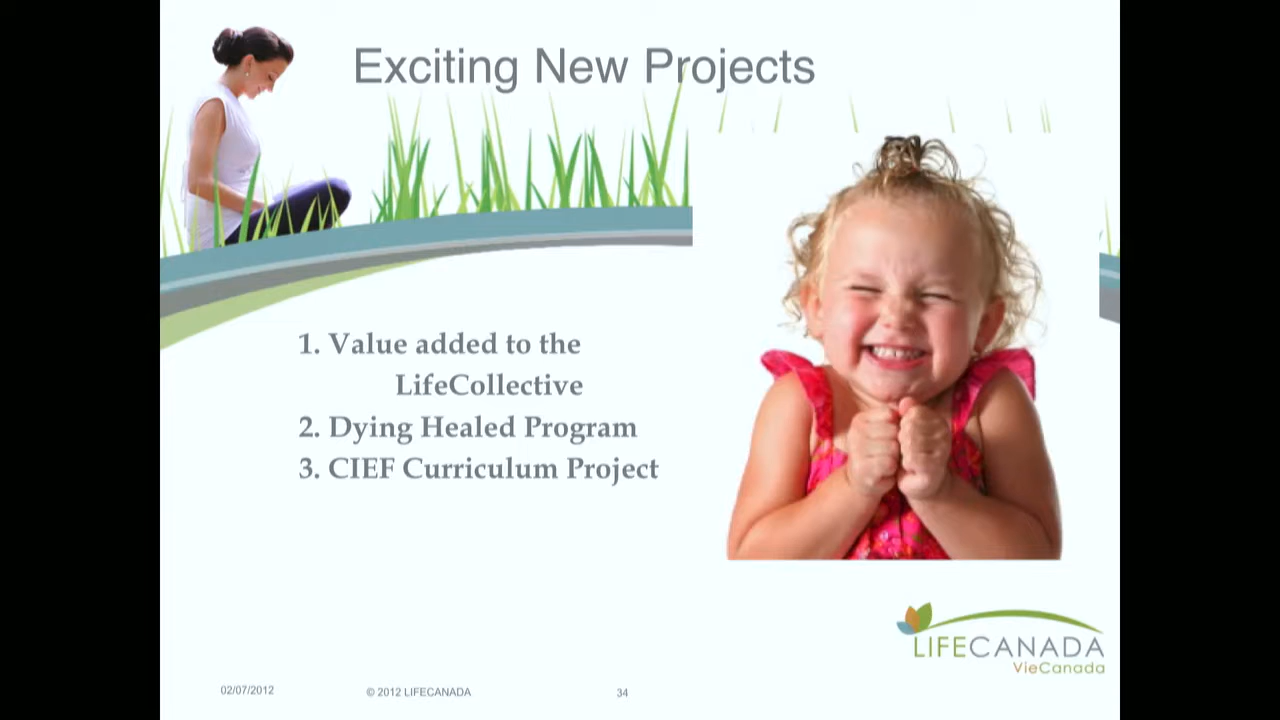 Exciting New Projects
1. Value added to the
LifeCollective
2. Dying Healed Program
3. CIEF Curriculum Project
LIFECANADA
VieCanada
02/07/2012
© 2012 LIFECANADA
34